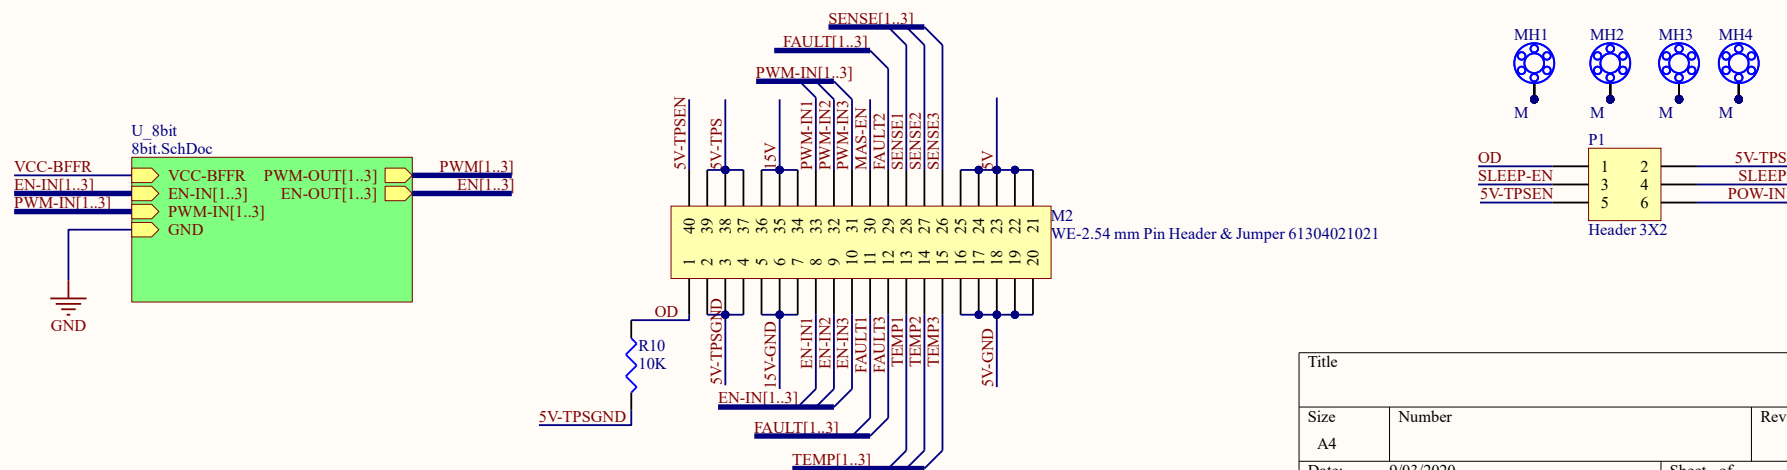 SENSE[1..3]
FAULT[1..3]
PWM-IN[1..3]
MH1 MH2 MH3 MH4
M M M M
5V-TPSEN
5V-TPS
15V
PWM-IN1
PWM-IN2
PWM-IN3
MAS-EN
FAULT2
SENSE1
SENSE2
SENSE3
5V
U_8bit
8bit.SchDoc
VCC-BFFR
EN-IN[1..3]
PWM-IN[1..3]
VCC-BFFR
EN-IN[1..3]
PWM-IN[1..3]
GND
PWM-OUT[1..3]
EN-OUT[1..3]
PWM[1..3]
EN[1..3]
GND
40 39 38 37 36 35 34 33 32 31 30 29 28 27 26 25 24 23 22 21
1 2 3 4 5 6 7 8 9 10 11 12 13 14 15 16 17 18 19 20
M2
WE-2.54 mm Pin Header & Jumper 61304021021
P1
OD 1 2 5V-TPS
SLEEP-EN 3 4 SLEEP
5V-TPSEN 5 6 POW-IN
Header 3X2
OD
R10
10K
5V-TPSGND
5V-TPSGND
15V-GND
EN-IN1
EN-IN2
EN-IN3
FAULT1
FAULT3
TEMP1
TEMP2
TEMP3
5V-GND
EN-IN[1..3]
FAULT[1..3]
TEMP[1..3]
Title
Size Number Rev
A4
Date: 9/03/2020 Sheet of